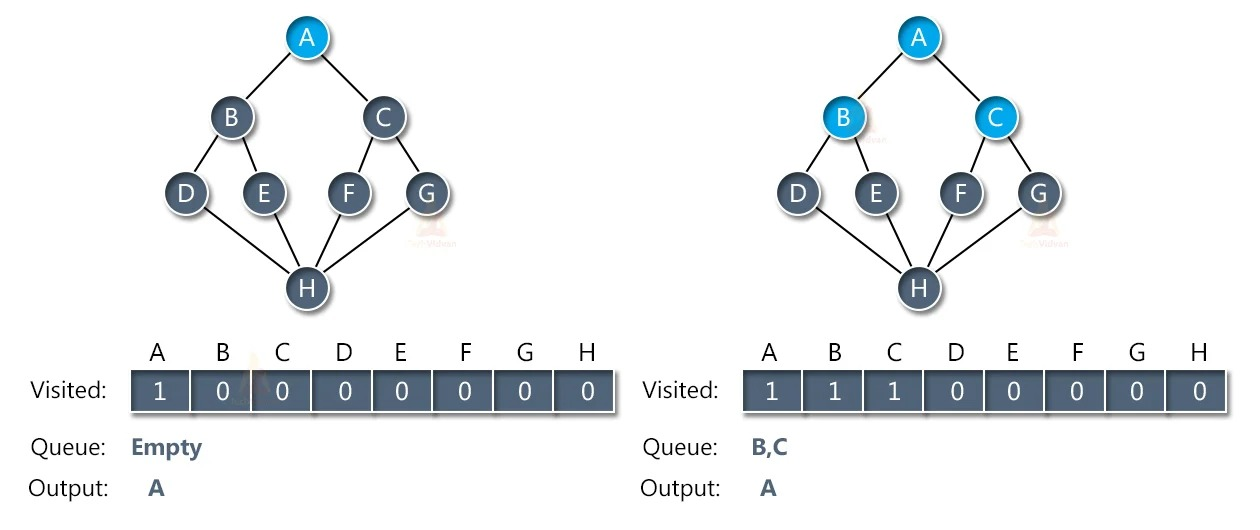 A
B C
D E F G
H
A B C D E F G H
Visited: 1 0 0 0 0 0 0 0
Queue: Empty
Output: A
A
B C
D E F G
H
A B C D E F G H
Visited: 1 1 1 0 0 0 0 0
Queue: B,C
Output: A